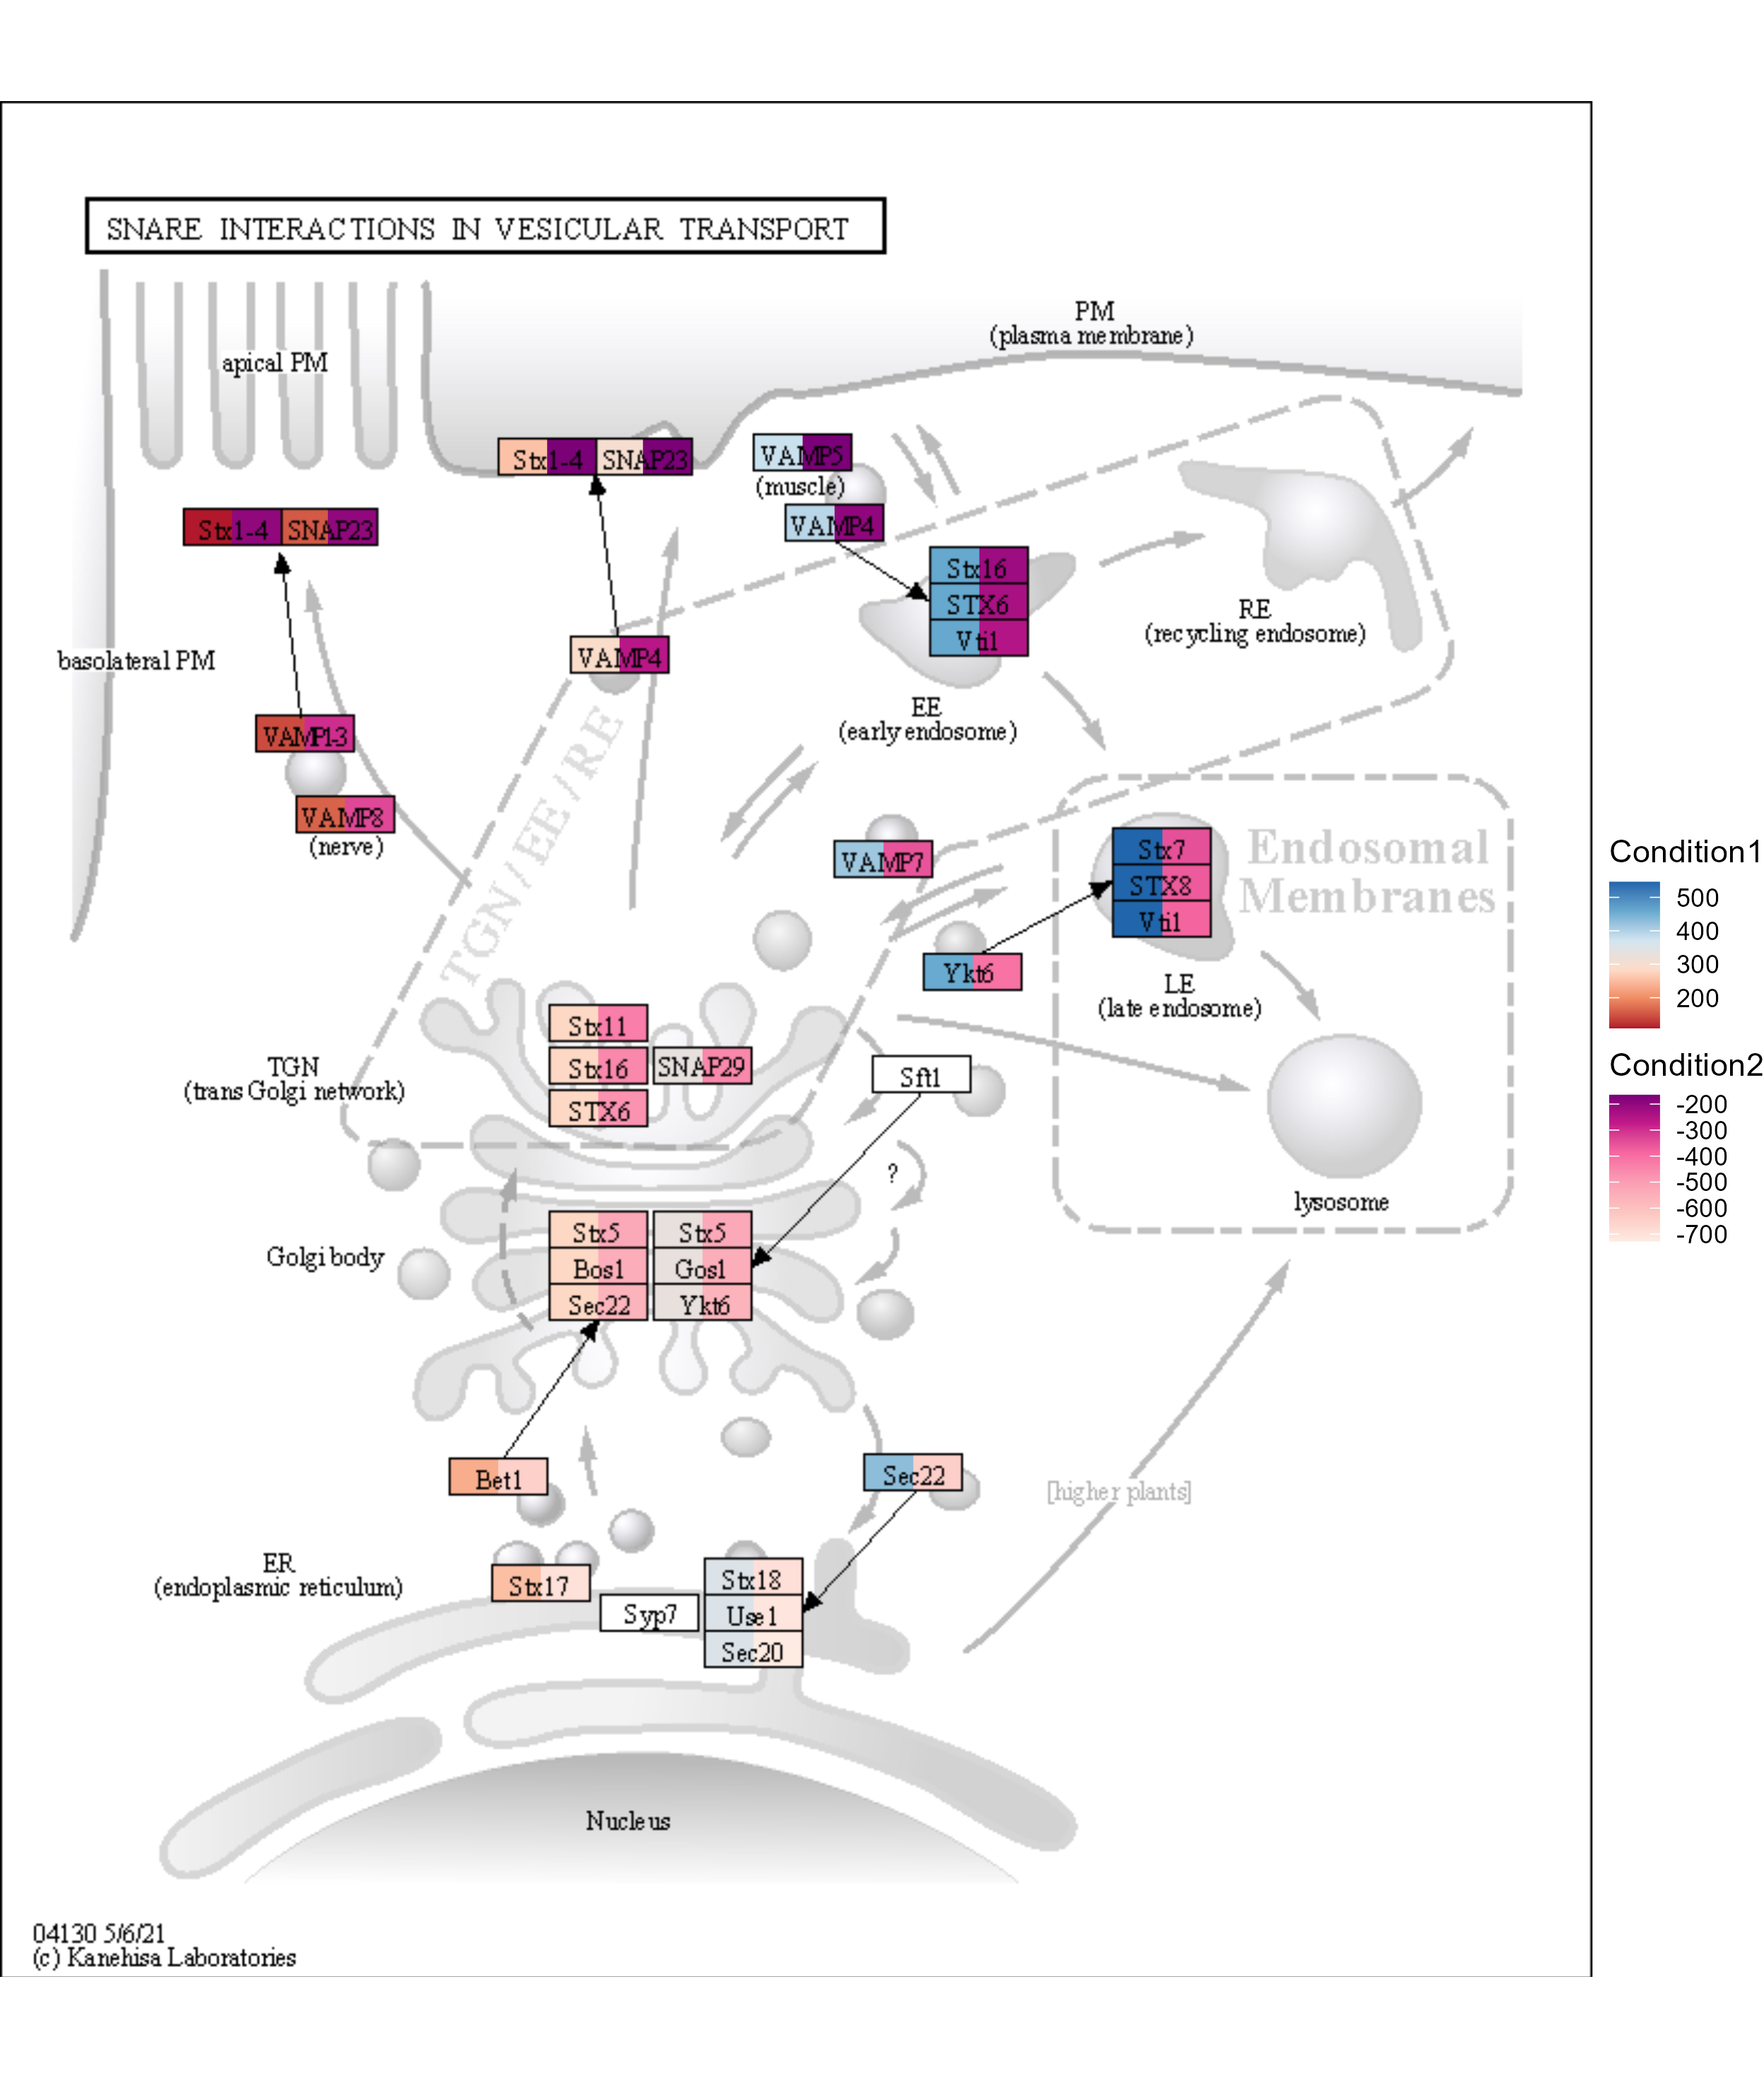 SNARE INTERACTIONS IN VESICULAR TRANSPORT
PM
(plasma membrane)
apical PM
Stx1-4 SNAP23
VAMP5
(muscle)
VAMP4
Stx1-4 SNAP23
Stx16
STX6
Vti1
RE
(recycling endosome)
basolateral PM
VAMP4
EE
(early endosome)
VAMP1-3
VAMP8
(nerve)
TGN/EE/RE
VAMP7
Stx7
STX8
Vti1
Endosomal
Membranes
Ykt6
LE
(late endosome)
TGN
(trans Golgi network)
Stx11
Stx16
STX6
SNAP29
Sft1
?
lysosome
Golgi body
Stx5
Bos1
Sec22
Stx5
Gos1
Ykt6
Bet1
Sec22
[higher plants]
ER
(endoplasmic reticulum)
Stx17
Syp7
Stx18
Use1
Sec20
Nucleus
04130 5/6/21
(c) Kanehisa Laboratories
Condition1
500
400
300
200
Condition2
-200
-300
-400
-500
-600
-700